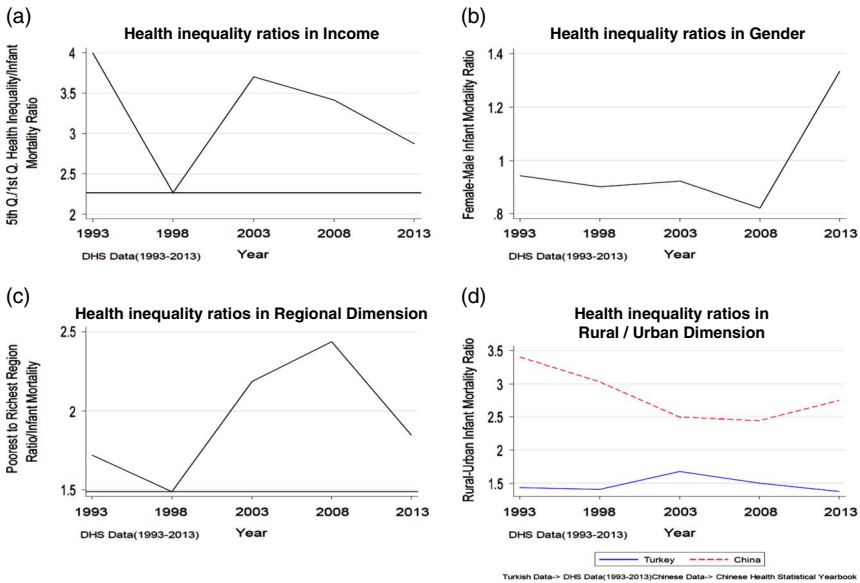 (a)
Health inequality ratios in Income
5th Q./1st Q. Health Inequality/Infant
Mortality Ratio
4
3.5
3
2.5
2
1993 1998 2003 2008 2013
Year
DHS Data(1993-2013)
(b)
Health inequality ratios in Gender
Female-Male Infant Mortality Ratio
1.4
1.2
1
.8
1993 1998 2003 2008 2013
Year
DHS Data(1993-2013)
(c)
Health inequality ratios in Regional Dimension
Poorest to Richest Region
Ratio/Infant Mortality
2.5
2
1.5
1993 1998 2003 2008 2013
Year
DHS Data(1993-2013)
(d)
Health inequality ratios in
Rural / Urban Dimension
Rural-Urban Infant Mortality Ratio
3.5
3
2.5
2
1.5
1993 1998 2003 2008 2013
Year
DHS Data(1993-2013)
Turkey China
Turkish Data-> DHS Data(1993-2013)Chinese Data-> Chinese Health Statistical Yearbook